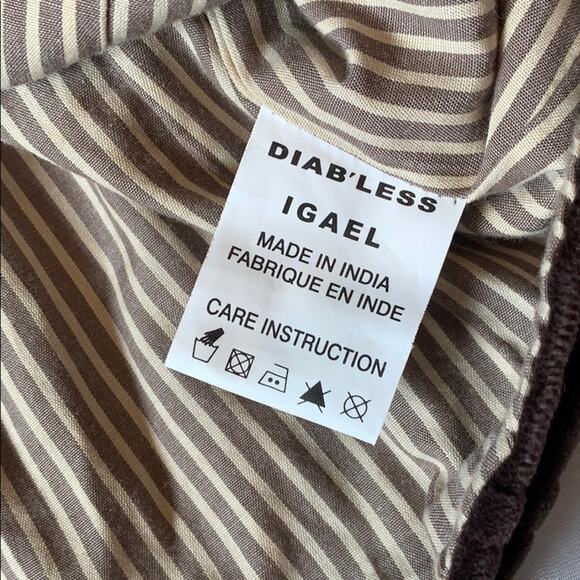 DIAB'LESS
IGAEL
MADE IN INDIA
FABRIQUE EN INDE
CARE INSTRUCTION